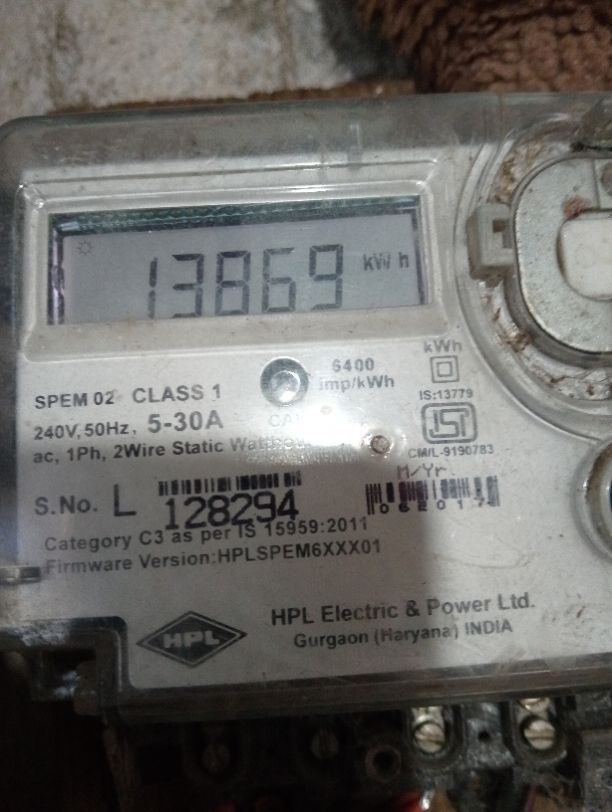 13869 kWh
6400
imp/kWh
kWh
SPEM 02 CLASS 1
IS:13779
240V, 50Hz, 5-30A
ac, 1Ph, 2Wire Static
CM/L-9190783
M/Yr.
S.No. L 128294
Category C3 as per IS 15959:2011
Firmware Version:HPLSPEM6XXX01
HPL
HPL Electric & Power Ltd.
Gurgaon (Haryana) INDIA